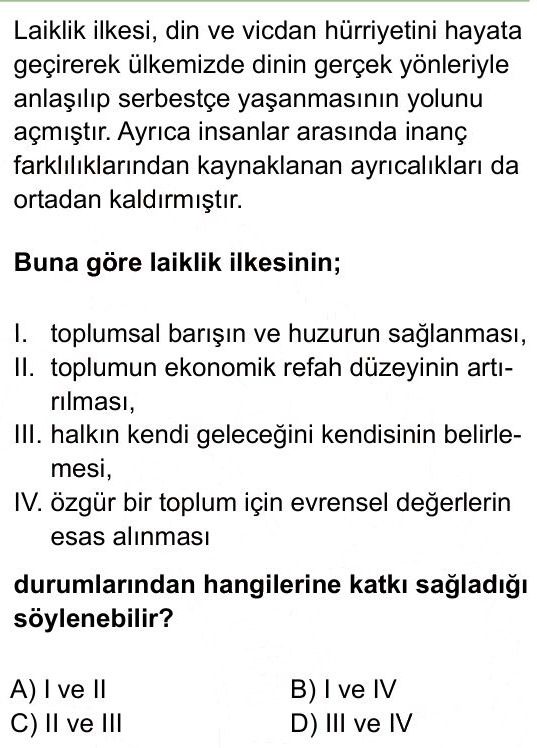 Laiklik ilkesi, din ve vicdan hürriyetini hayata
geçirerek ülkemizde dinin gerçek yönleriyle
anlaşılıp serbestçe yaşanmasının yolunu
açmıştır. Ayrıca insanlar arasında inanç
farklılıklarından kaynaklanan ayrıcalıkları da
ortadan kaldırmıştır.
Buna göre laiklik ilkesinin;
I. toplumsal barışın ve huzurun sağlanması,
II. toplumun ekonomik refah düzeyinin artı-
rılması,
III. halkın kendi geleceğini kendisinin belirle-
mesi,
IV. özgür bir toplum için evrensel değerlerin
esas alınması
durumlarından hangilerine katkı sağladığı
söylenebilir?
A) I ve II B) I ve IV
C) II ve III D) III ve IV